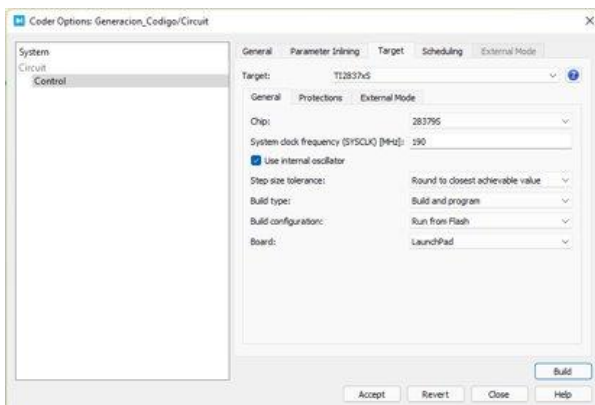 Coder Options: Generacion_Codigo/Circuit
System
Circuit
Control
General Parameter Inlining Target Scheduling External Mode
Target: TI2837xS
General Protections External Mode
Chip: 28379S
System clock frequency (SYSCLK) [MHz]: 190
Use internal oscillator
Step size tolerance: Round to closest achievable value
Build type: Build and program
Build configuration: Run from Flash
Board: LaunchPad
Build
Accept Revert Close Help